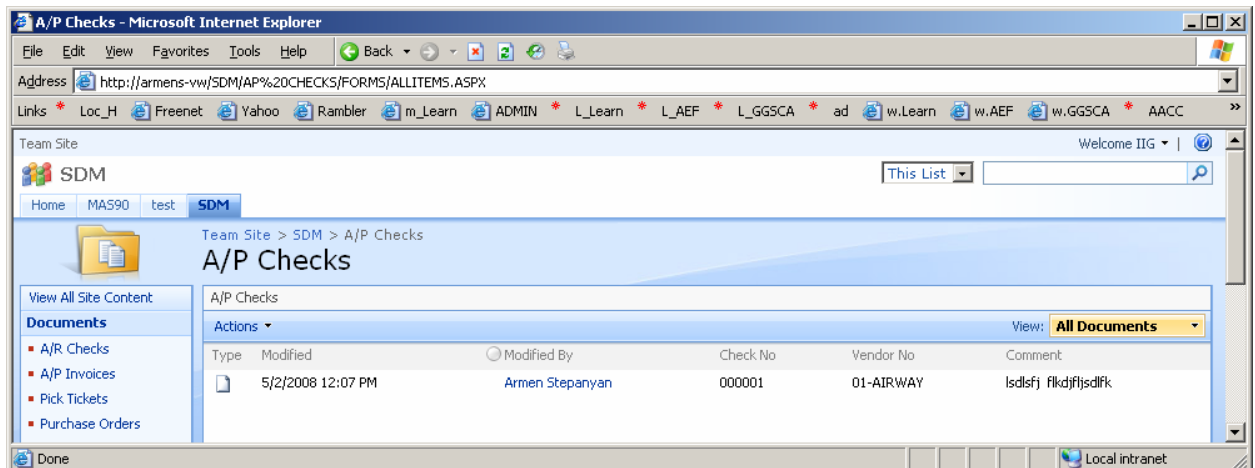 A/P Checks - Microsoft Internet Explorer
File Edit View Favorites Tools Help Back
Address http://armens-vw/SDM/AP%20CHECKS/FORMS/ALLITEMS.ASPX
Links Loc_H Freenet Yahoo Rambler m_Learn ADMIN L_Learn L_AEF L_GGSCA ad w.Learn w.AEF w.GGSCA AACC »
Team Site Welcome IIG |
SDM This List
Home MAS90 test SDM
Team Site > SDM > A/P Checks
A/P Checks
View All Site Content A/P Checks
Documents Actions View: All Documents
A/R Checks Type Modified Modified By Check No Vendor No Comment
A/P Invoices 5/2/2008 12:07 PM Armen Stepanyan 000001 01-AIRWAY lsdlsfj flkdjfljsdlfk
Pick Tickets
Purchase Orders
Done Local intranet